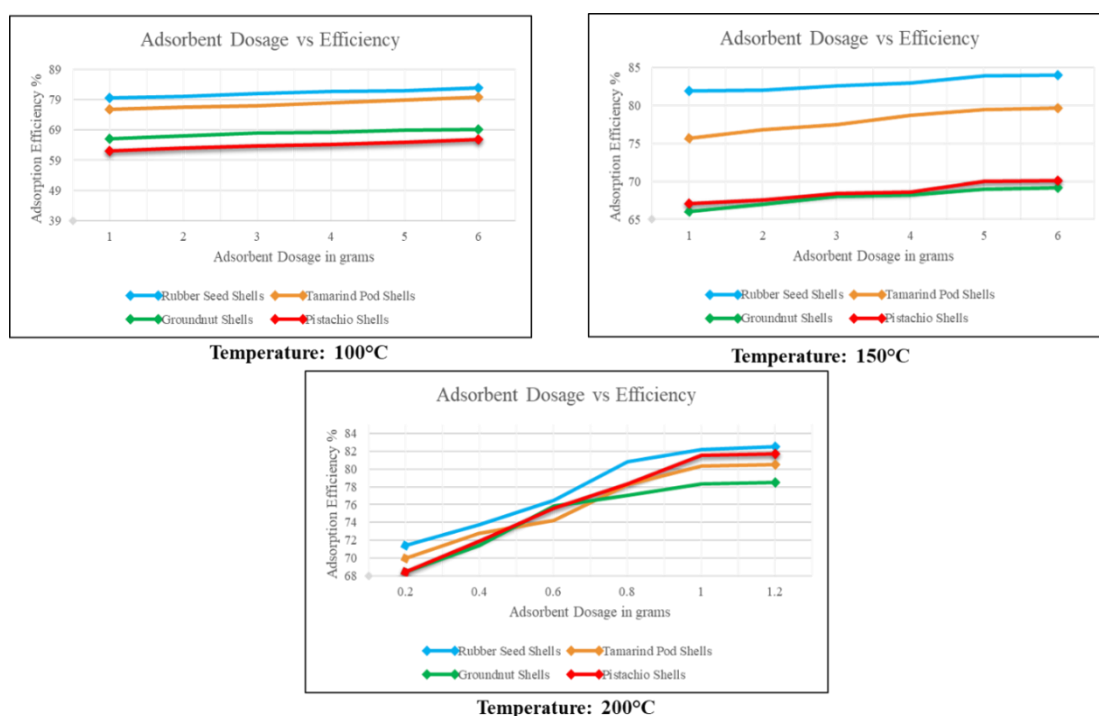 Adsorbent Dosage vs Efficiency
Adsorption Efficiency %
89
79
69
59
49
39
1 2 3 4 5 6
Adsorbent Dosage in grams
Rubber Seed Shells Tamarind Pod Shells
Groundnut Shells Pistachio Shells
Temperature: 100°C
Adsorbent Dosage vs Efficiency
Adsorption Efficiency %
85
80
75
70
65
1 2 3 4 5 6
Adsorbent Dosage in grams
Rubber Seed Shells Tamarind Pod Shells
Groundnut Shells Pistachio Shells
Temperature: 150°C
Adsorbent Dosage vs Efficiency
Adsorption Efficiency %
84
82
80
78
76
74
72
70
68
0.2 0.4 0.6 0.8 1 1.2
Adsorbent Dosage in grams
Rubber Seed Shells Tamarind Pod Shells
Groundnut Shells Pistachio Shells
Temperature: 200°C